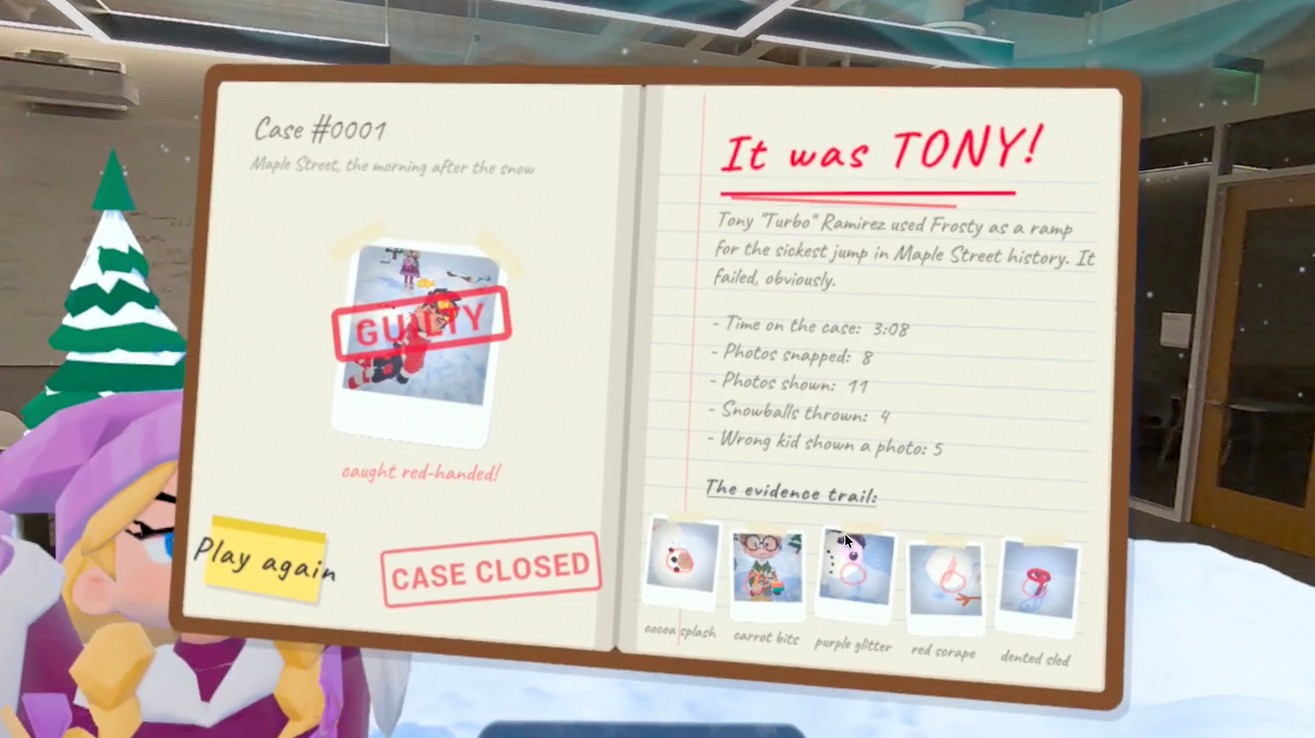 Case #0001
Maple Street, the morning after the snow
GUILTY
caught red-handed!
Play again
CASE CLOSED
It was TONY!
Tony "Turbo" Ramirez used Frosty as a ramp
for the sickest jump in Maple Street history. It
failed, obviously.
- Time on the case: 3:08
- Photos snapped: 8
- Photos shown: 11
- Snowballs thrown: 4
- Wrong kid shown a photo: 5
The evidence trail:
cocoa splash
carrot bits
purple glitter
red scrape
dented sled